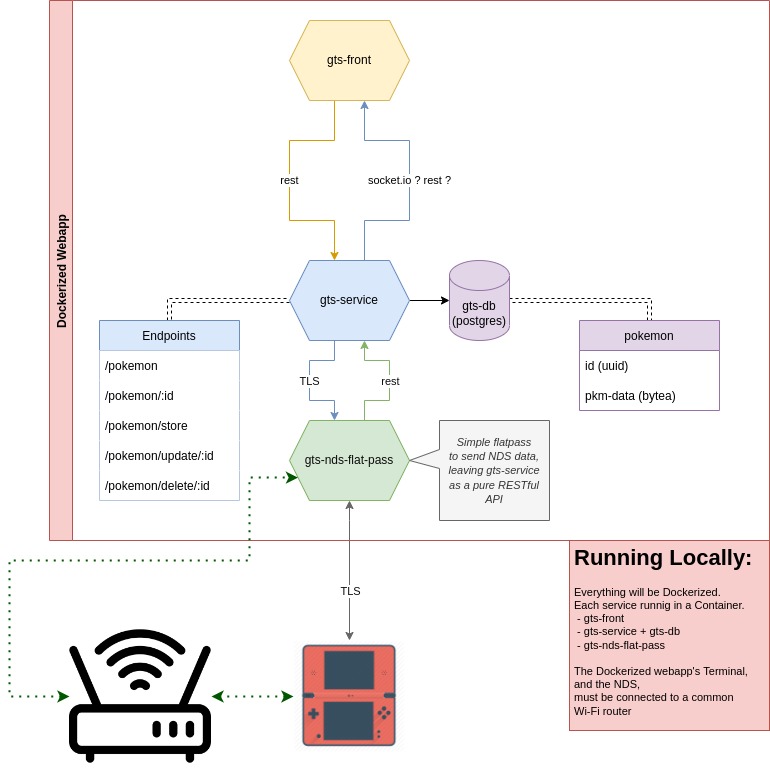 Dockerized Webapp
gts-front
rest
socket.io ? rest ?
gts-service
gts-db
(postgres)
Endpoints
/pokemon
/pokemon/:id
/pokemon/store
/pokemon/update/:id
/pokemon/delete/:id
pokemon
id (uuid)
pkm-data (bytea)
TLS
rest
gts-nds-flat-pass
Simple flatpass
to send NDS data,
leaving gts-service
as a pure RESTful
API
TLS
Running Locally:
Everything will be Dockerized.
Each service runnig in a Container.
- gts-front
- gts-service + gts-db
- gts-nds-flat-pass
The Dockerized webapp's Terminal,
and the NDS,
must be connected to a common
Wi-Fi router